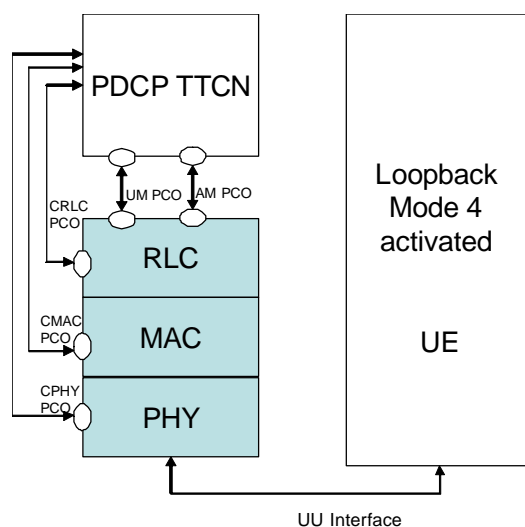 PDCP TTCN
UM PCO
AM PCO
CRLC
PCO
RLC
CMAC
PCO
MAC
CPHY
PCO
PHY
Loopback
Mode 4
activated
UE
UU Interface